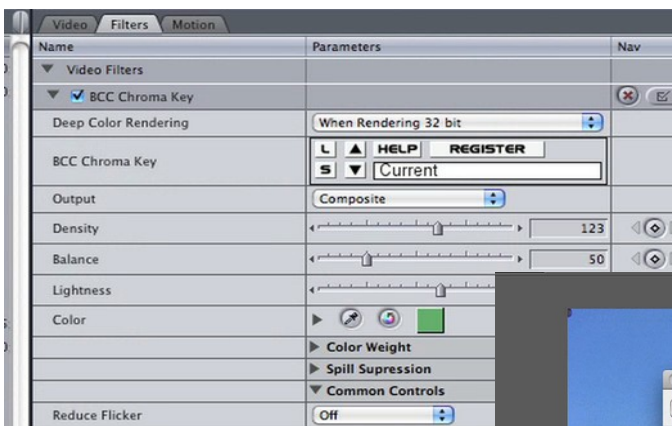 Video Filters Motion
Name Parameters Nav
Video Filters
BCC Chroma Key
Deep Color Rendering When Rendering 32 bit
BCC Chroma Key L HELP REGISTER
S Current
Output Composite
Density 123
Balance 50
Lightness
Color
Color Weight
Spill Supression
Common Controls
Reduce Flicker Off